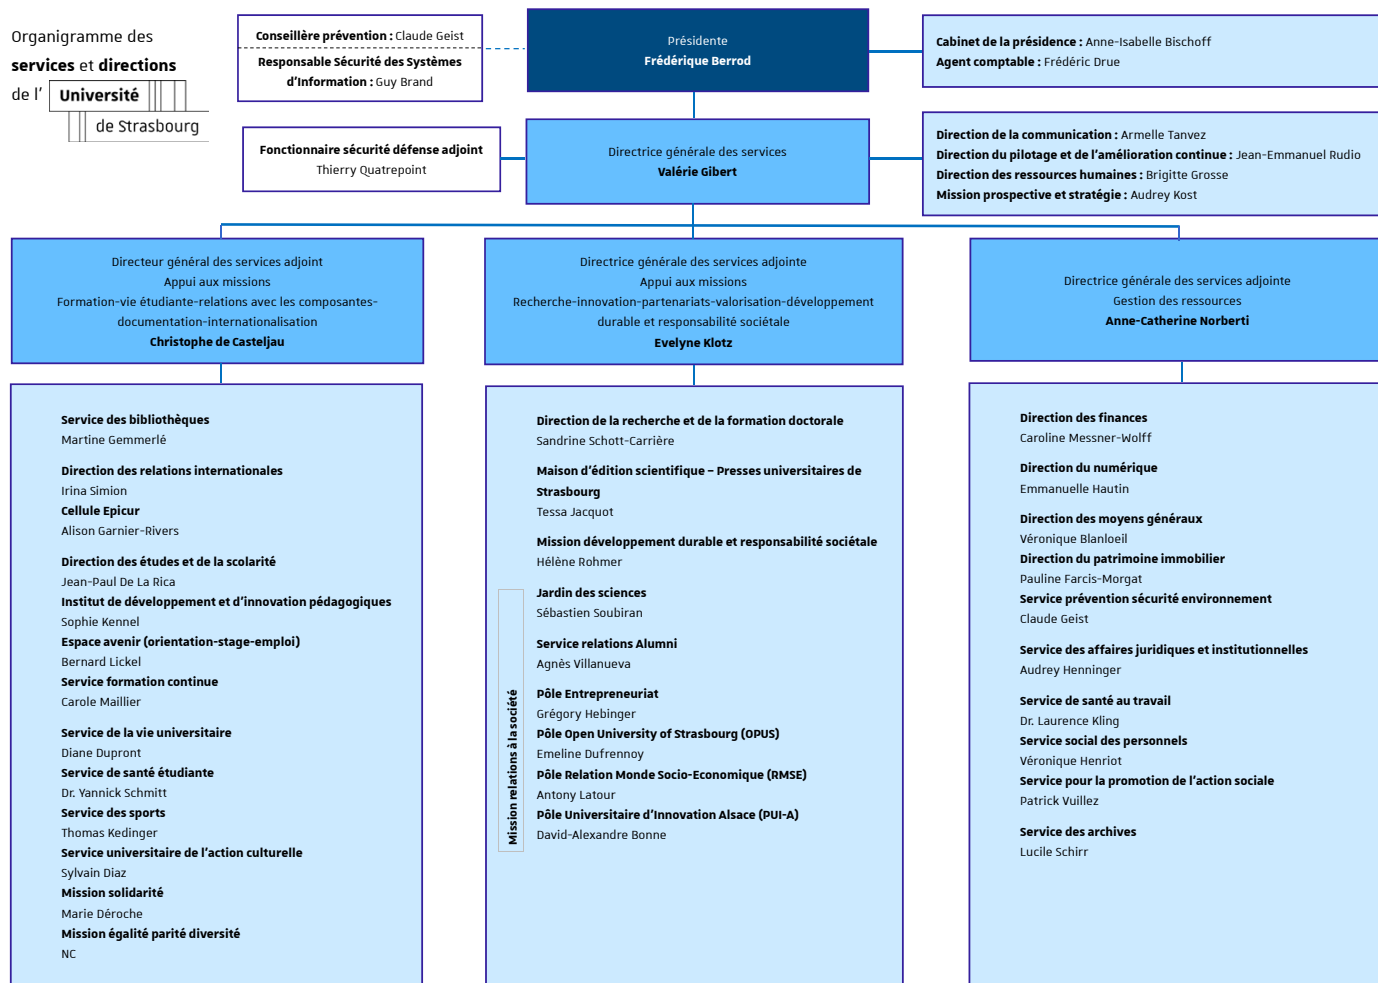 Organigramme des
services et directions
de l' Université
de Strasbourg
Conseillère prévention : Claude Geist
Responsable Sécurité des Systèmes
d'Information : Guy Brand
Présidente
Frédérique Berrod
Cabinet de la présidence : Anne-Isabelle Bischoff
Agent comptable : Frédéric Drue
Fonctionnaire sécurité défense adjoint
Thierry Quatrepoint
Directrice générale des services
Valérie Gibert
Direction de la communication : Armelle Tanvez
Direction du pilotage et de l'amélioration continue : Jean-Emmanuel Rudio
Direction des ressources humaines : Brigitte Grosse
Mission prospective et stratégie : Audrey Kost
Directeur général des services adjoint
Appui aux missions
Formation-vie étudiante-relations avec les composantes-
documentation-internationalisation
Christophe de Casteljau
Directrice générale des services adjointe
Appui aux missions
Recherche-innovation-partenariats-valorisation-développement
durable et responsabilité sociétale
Evelyne Klotz
Directrice générale des services adjointe
Gestion des ressources
Anne-Catherine Norberti
Service des bibliothèques
Martine Gemmerlé
Direction des relations internationales
Irina Simion
Cellule Epicur
Alison Garnier-Rivers
Direction des études et de la scolarité
Jean-Paul De La Rica
Institut de développement et d'innovation pédagogiques
Sophie Kennel
Espace avenir (orientation-stage-emploi)
Bernard Lickel
Service formation continue
Carole Maillier
Service de la vie universitaire
Diane Dupront
Service de santé étudiante
Dr. Yannick Schmitt
Service des sports
Thomas Kedinger
Service universitaire de l'action culturelle
Sylvain Diaz
Mission solidarité
Marie Déroche
Mission égalité parité diversité
NC
Direction de la recherche et de la formation doctorale
Sandrine Schott-Carrière
Maison d'édition scientifique – Presses universitaires de
Strasbourg
Tessa Jacquot
Mission développement durable et responsabilité sociétale
Hélène Rohmer
Mission relations à la société
Jardin des sciences
Sébastien Soubiran
Service relations Alumni
Agnès Villanueva
Pôle Entrepreneuriat
Grégory Hebinger
Pôle Open University of Strasbourg (OPUS)
Emeline Dufrennoy
Pôle Relation Monde Socio-Economique (RMSE)
Antony Latour
Pôle Universitaire d'Innovation Alsace (PUI-A)
David-Alexandre Bonne
Direction des finances
Caroline Messner-Wolff
Direction du numérique
Emmanuelle Hautin
Direction des moyens généraux
Véronique Blanloeil
Direction du patrimoine immobilier
Pauline Farcis-Morgat
Service prévention sécurité environnement
Claude Geist
Service des affaires juridiques et institutionnelles
Audrey Henninger
Service de santé au travail
Dr. Laurence Kling
Service social des personnels
Véronique Henriot
Service pour la promotion de l'action sociale
Patrick Vuillez
Service des archives
Lucile Schirr